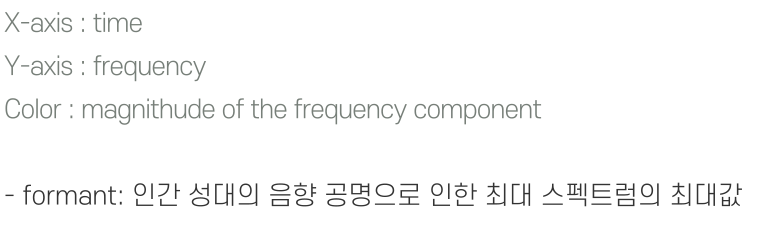 X-axis : time
Y-axis : frequency
Color : magnithude of the frequency component
- formant: 인간 성대의 음향 공명으로 인한 최대 스펙트럼의 최대값